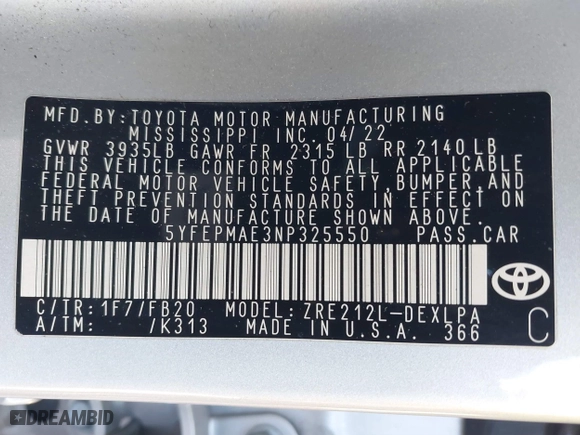 MFD. BY: TOYOTA MOTOR MANUFACTURING
MISSISSIPPI INC. 04/22
GVWR 3935LB GAWR FR 2315 LB RR 2140 LB
THIS VEHICLE CONFORMS TO ALL APPLICABLE
FEDERAL MOTOR VEHICLE SAFETY, BUMPER, AND
THEFT PREVENTION STANDARDS IN EFFECT ON
THE DATE OF MANUFACTURE SHOWN ABOVE.
5YFEPMAE3NP325550 PASS. CAR
C/TR: 1F7/FB20 MODEL: ZRE212L-DEXLPA
A/TM: /K313 MADE IN U.S.A. 366
C
DREAMBID